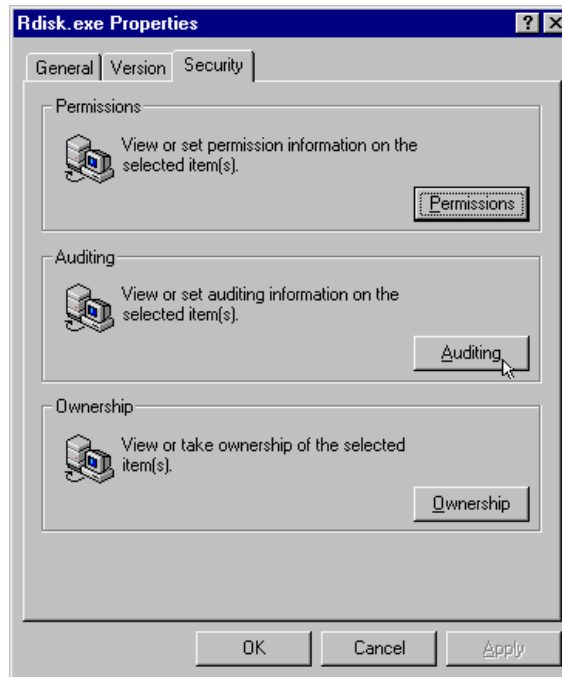 Rdisk.exe Properties
General
Version
Security
Permissions
View or set permission information on the
selected item(s).
Permissions
Auditing
View or set auditing information on the
selected item(s).
Auditing
Ownership
View or take ownership of the selected
item(s).
Ownership
OK
Cancel
Apply